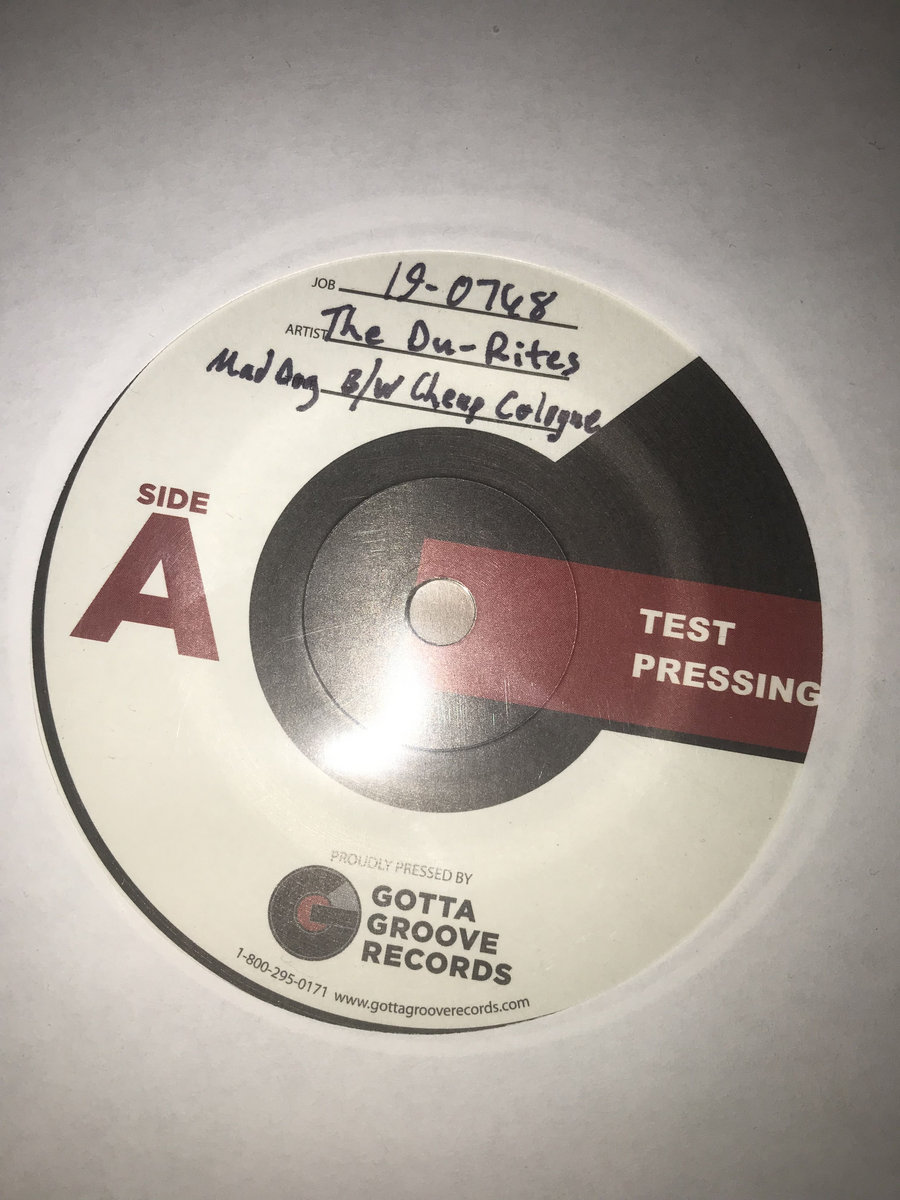 JOB 19-0748
ARTIST The Du-Rites
Mad Dog B/W Cheap Cologne
SIDE
A
TEST
PRESSING
PROUDLY PRESSED BY
GOTTA
GROOVE
RECORDS
1-800-295-0171 www.gottagrooverecords.com